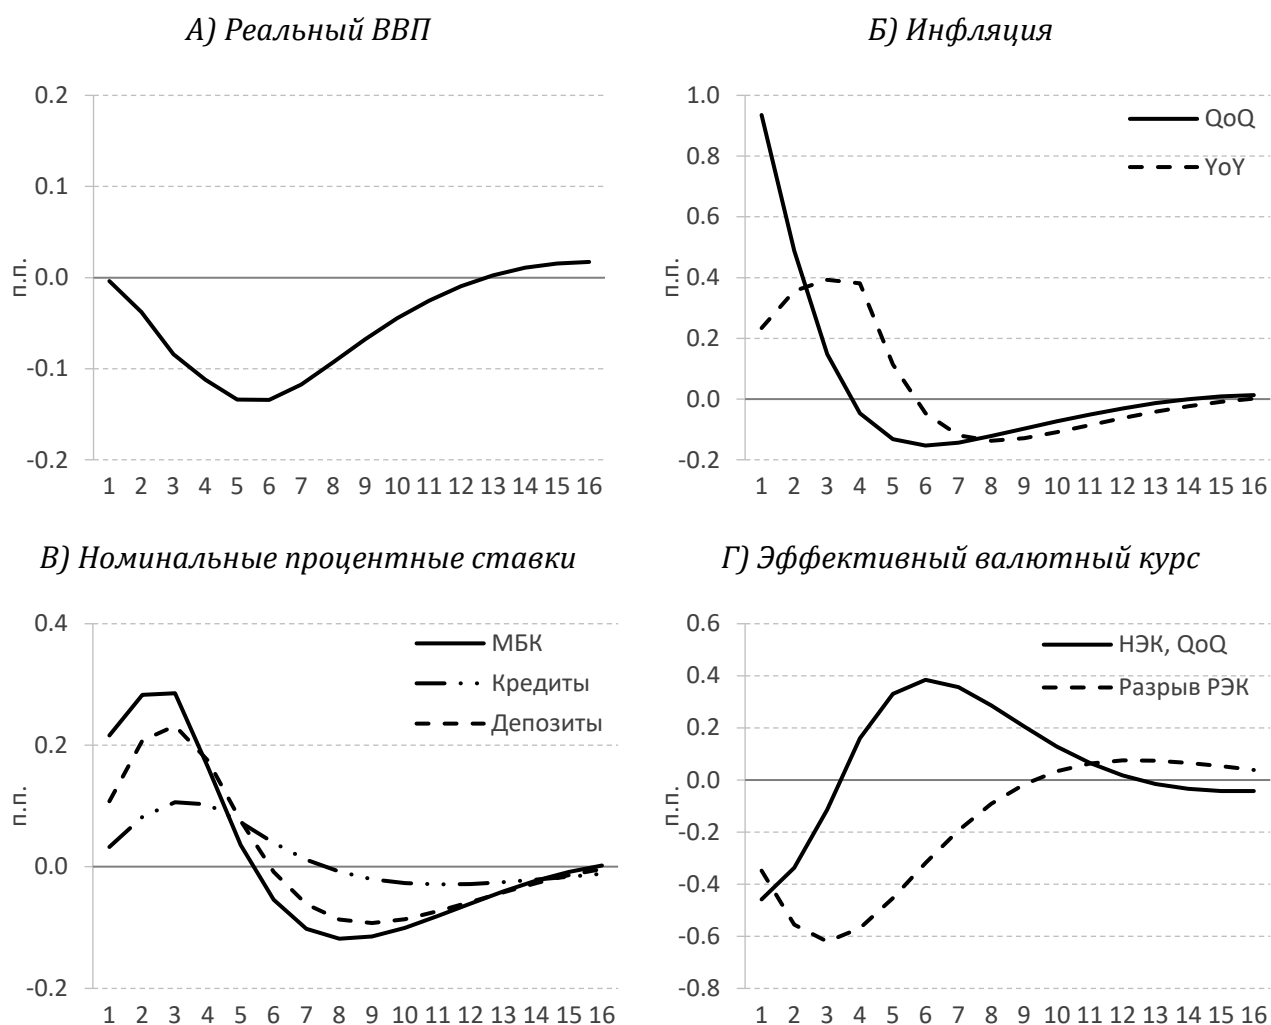 А) Реальный ВВП
0.2
0.1
0.0
-0.1
-0.2
п.п.
1 2 3 4 5 6 7 8 9 10 11 12 13 14 15 16
Б) Инфляция
1.0
0.8
0.6
0.4
0.2
0.0
-0.2
п.п.
QoQ
YoY
1 2 3 4 5 6 7 8 9 10 11 12 13 14 15 16
В) Номинальные процентные ставки
0.4
0.2
0.0
-0.2
п.п.
МБК
Кредиты
Депозиты
1 2 3 4 5 6 7 8 9 10 11 12 13 14 15 16
Г) Эффективный валютный курс
0.6
0.4
0.2
0.0
-0.2
-0.4
-0.6
-0.8
п.п.
НЭК, QoQ
Разрыв РЭК
1 2 3 4 5 6 7 8 9 10 11 12 13 14 15 16